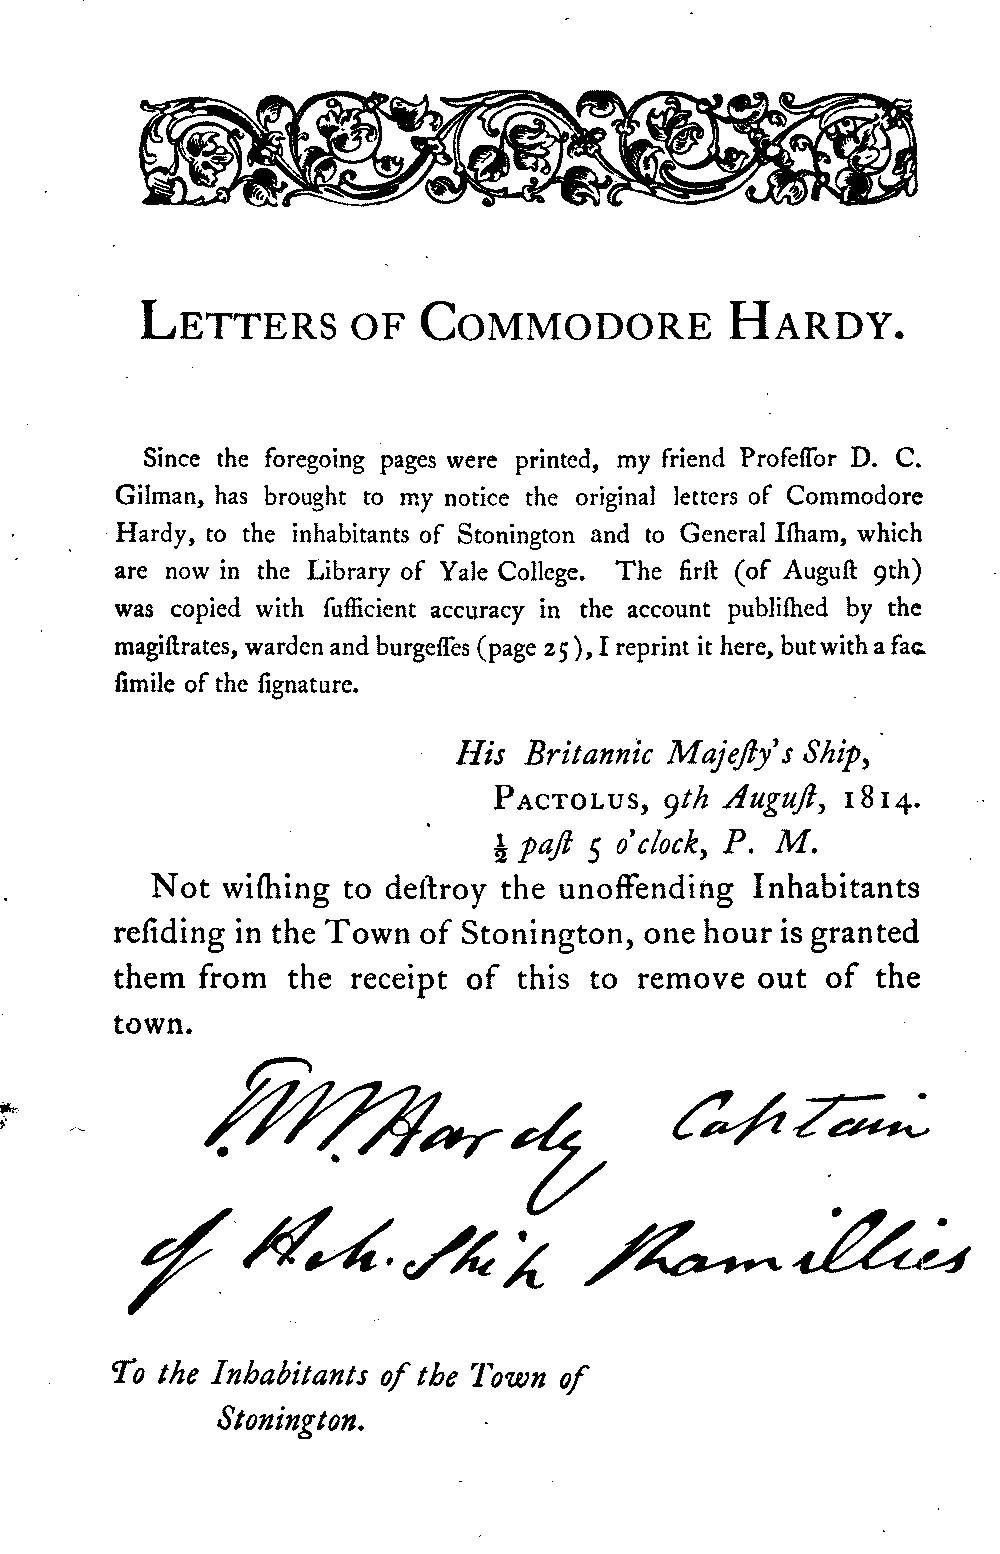 LETTERS OF COMMODORE HARDY.
Since the foregoing pages were printed, my friend Profeſſor D. C.
Gilman, has brought to my notice the original letters of Commodore
Hardy, to the inhabitants of Stonington and to General Iſham, which
are now in the Library of Yale College. The firſt (of Auguſt 9th)
was copied with ſufficient accuracy in the account publiſhed by the
magiſtrates, warden and burgeſſes (page 25), I reprint it here, but with a fac
ſimile of the ſignature.
His Britannic Majeſty's Ship,
PACTOLUS, 9th Auguſt, 1814.
½ paſt 5 o'clock, P. M.
Not wiſhing to deſtroy the unoffending Inhabitants
reſiding in the Town of Stonington, one hour is granted
them from the receipt of this to remove out of the
town.
T. M. Hardy Captain
of H. M. Ship Ramillies
To the Inhabitants of the Town of
Stonington.